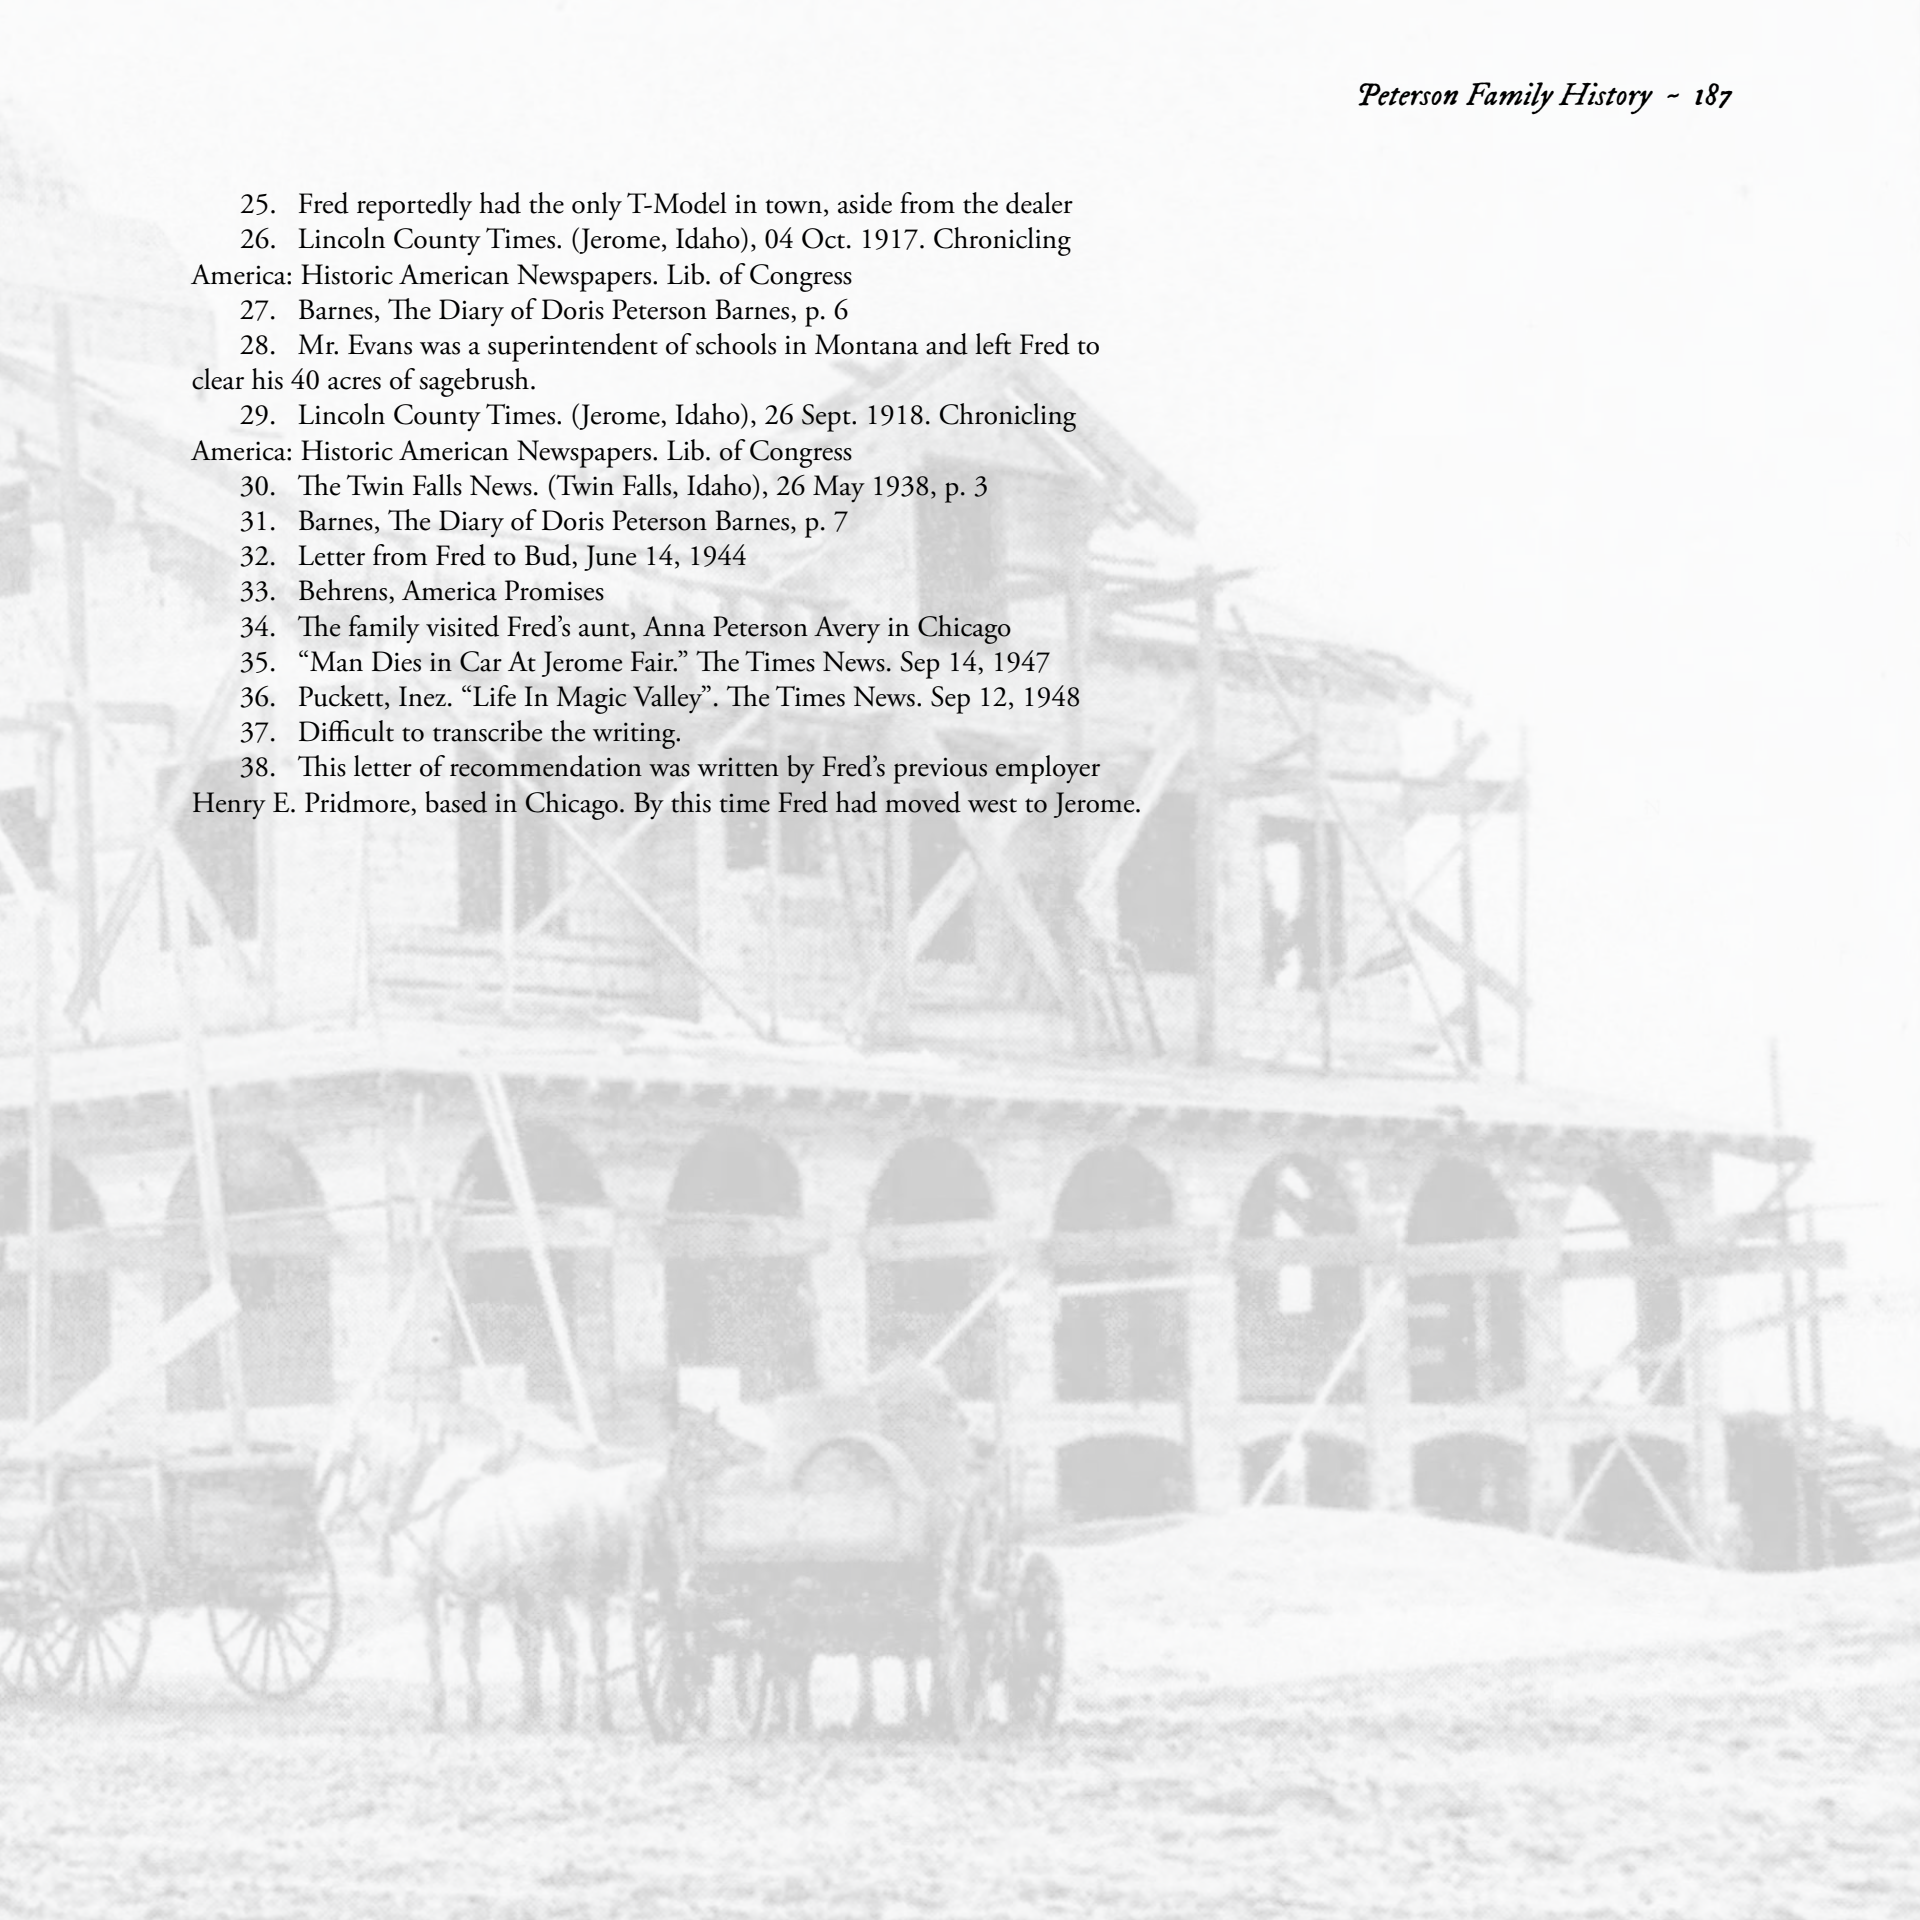 Peterson Family History ~ 187
25. Fred reportedly had the only T-Model in town, aside from the dealer
26. Lincoln County Times. (Jerome, Idaho), 04 Oct. 1917. Chronicling
America: Historic American Newspapers. Lib. of Congress
27. Barnes, The Diary of Doris Peterson Barnes, p. 6
28. Mr. Evans was a superintendent of schools in Montana and left Fred to
clear his 40 acres of sagebrush.
29. Lincoln County Times. (Jerome, Idaho), 26 Sept. 1918. Chronicling
America: Historic American Newspapers. Lib. of Congress
30. The Twin Falls News. (Twin Falls, Idaho), 26 May 1938, p. 3
31. Barnes, The Diary of Doris Peterson Barnes, p. 7
32. Letter from Fred to Bud, June 14, 1944
33. Behrens, America Promises
34. The family visited Fred’s aunt, Anna Peterson Avery in Chicago
35. “Man Dies in Car At Jerome Fair.” The Times News. Sep 14, 1947
36. Puckett, Inez. “Life In Magic Valley”. The Times News. Sep 12, 1948
37. Difficult to transcribe the writing.
38. This letter of recommendation was written by Fred’s previous employer
Henry E. Pridmore, based in Chicago. By this time Fred had moved west to Jerome.